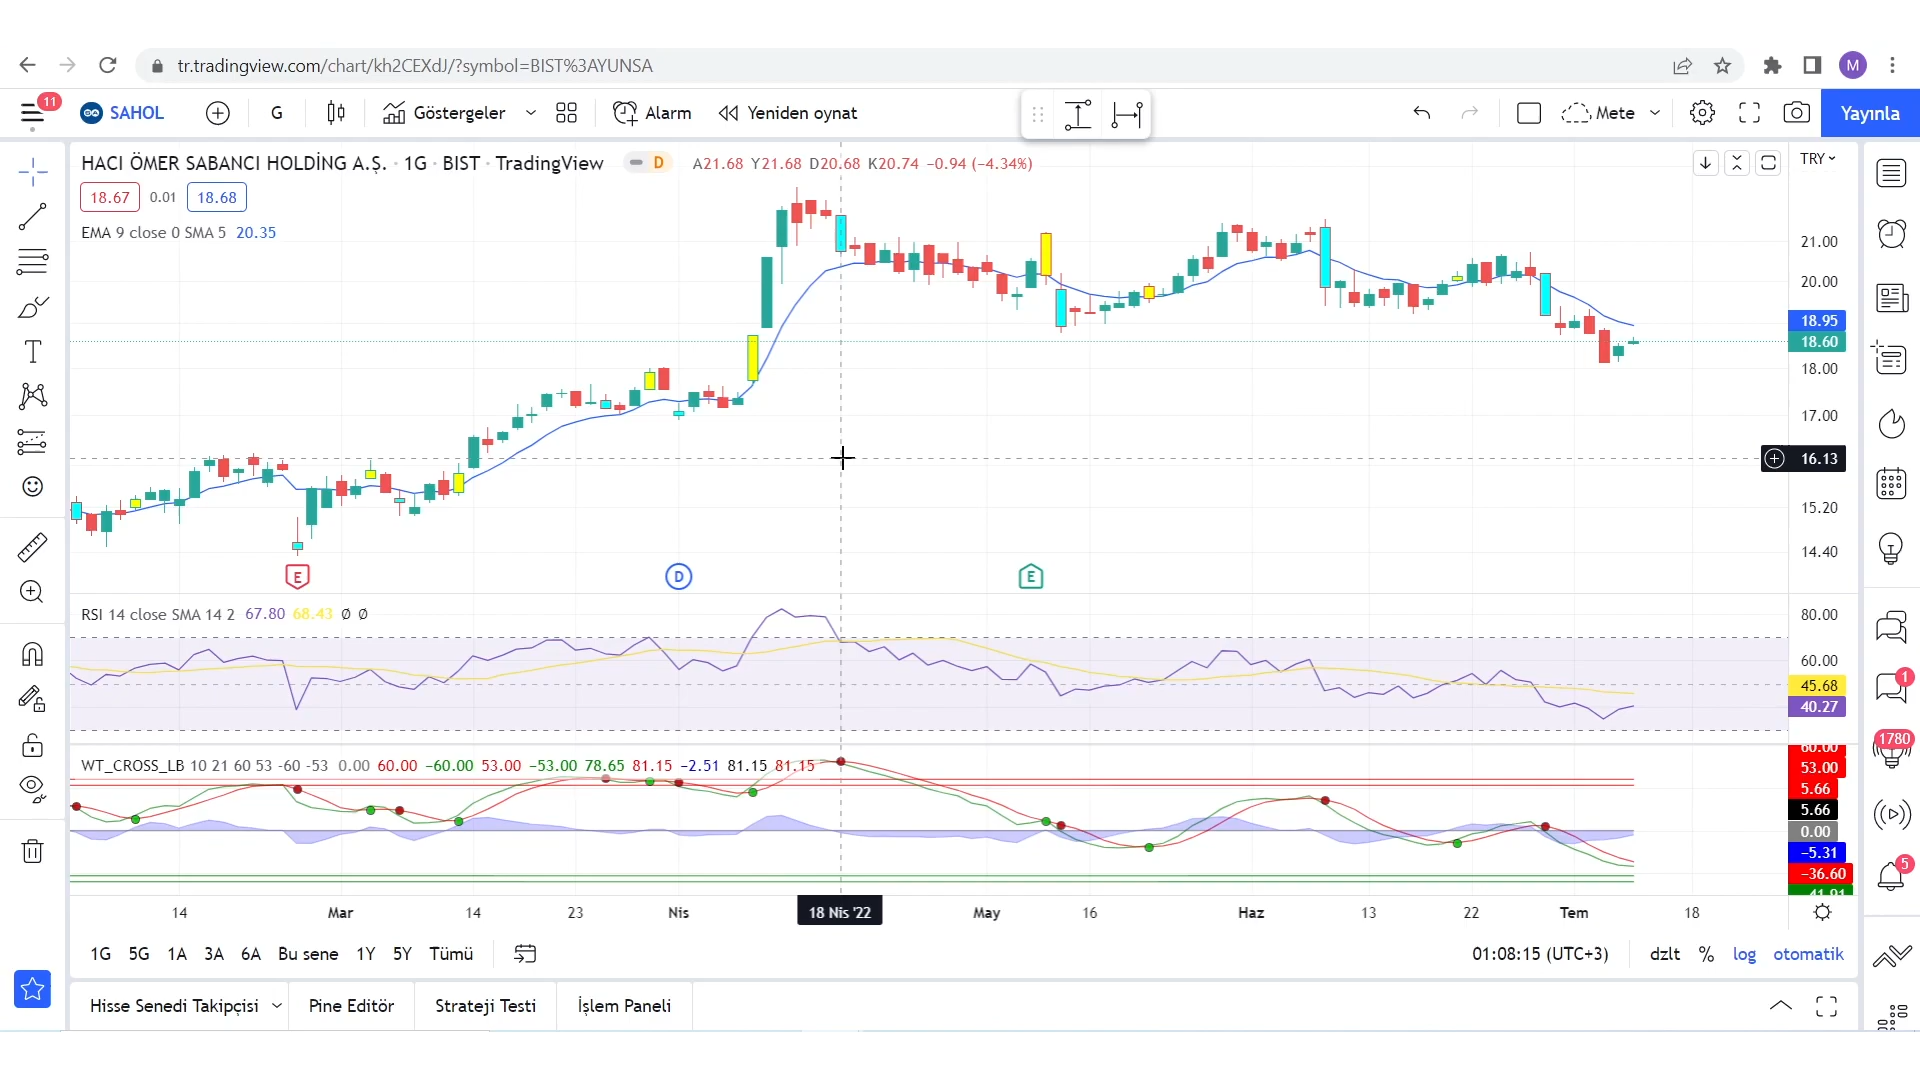 tr.tradingview.com/chart/kh2CEXdJ/?symbol=BIST%3AYUNSA
M
11
SAHOL
G
Göstergeler
Alarm
Yeniden oynat
Mete
Yayınla
HACI ÖMER SABANCI HOLDİNG A.Ş. · 1G · BIST · TradingView
D
A21.68 Y21.68 D20.68 K20.74 −0.94 (−4.34%)
TRY
18.67
0.01
18.68
EMA 9 close 0 SMA 5 20.35
21.00
20.00
18.95
18.60
18.00
17.00
16.13
15.20
14.40
E
D
E
RSI 14 close SMA 14 2 67.80 68.43 Ø Ø
80.00
60.00
45.68
40.27
1
1780
5
WT_CROSS_LB 10 21 60 53 -60 -53 0.00 60.00 −60.00 53.00 −53.00 78.65 81.15 −2.51 81.15 81.15
60.00
53.00
5.66
5.66
0.00
−5.31
−36.60
14
Mar
14
23
Nis
18 Nis '22
May
16
Haz
13
22
Tem
18
1G
5G
1A
3A
6A
Bu sene
1Y
5Y
Tümü
01:08:15 (UTC+3)
dzlt
%
log
otomatik
Hisse Senedi Takipçisi
Pine Editör
Strateji Testi
İşlem Paneli